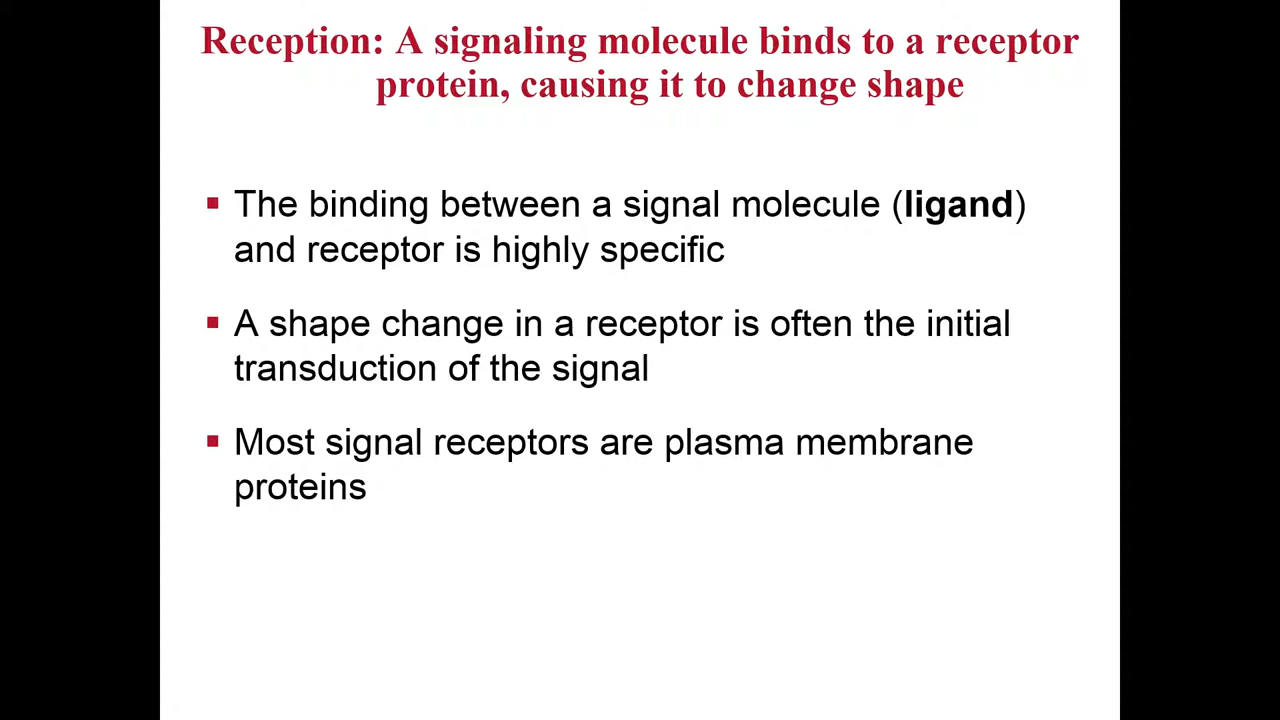 Reception: A signaling molecule binds to a receptor
protein, causing it to change shape
▪ The binding between a signal molecule (ligand)
and receptor is highly specific
▪ A shape change in a receptor is often the initial
transduction of the signal
▪ Most signal receptors are plasma membrane
proteins